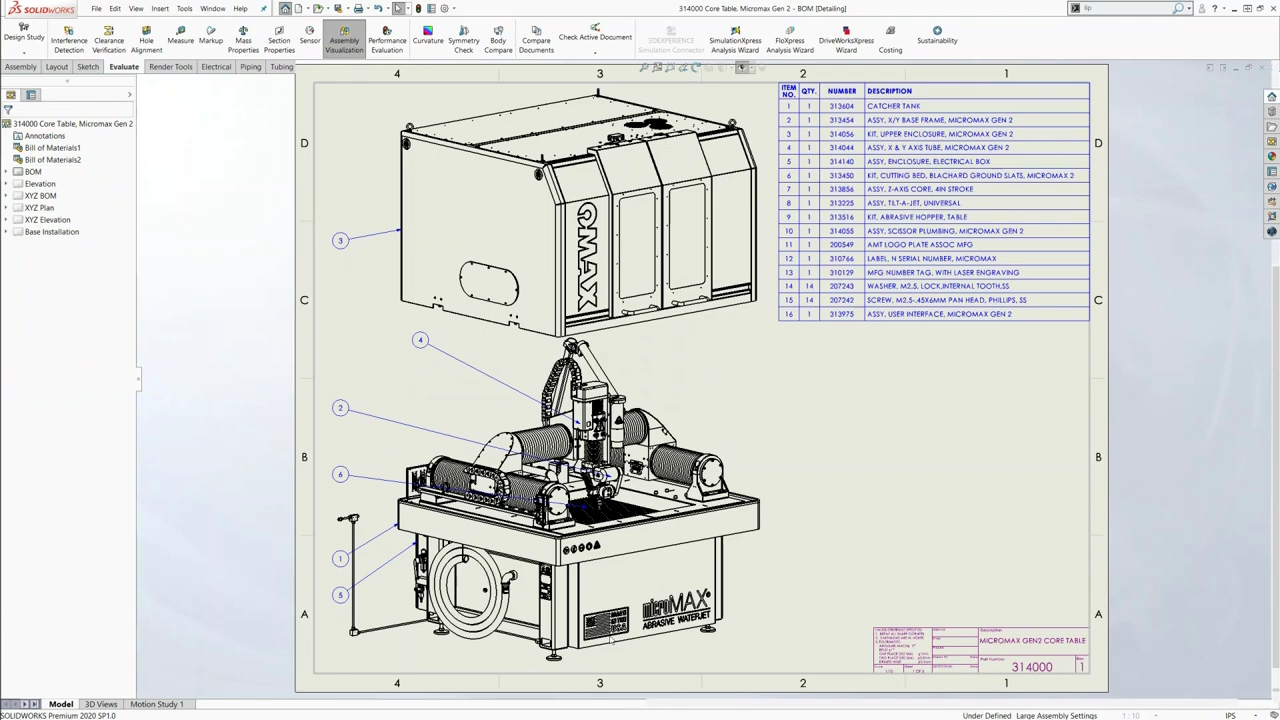 SOLIDWORKS File Edit View Insert Tools Window
314000 Core Table, Micromax Gen 2 - BOM [Detailing]
lip
Design Study
Interference Detection
Clearance Verification
Hole Alignment
Measure
Markup
Mass Properties
Section Properties
Sensor
Assembly Visualization
Performance Evaluation
Curvature
Symmetry Check
Body Compare
Compare Documents
Check Active Document
3DEXPERIENCE Simulation Connector
SimulationXpress Analysis Wizard
FloXpress Analysis Wizard
DriveWorksXpress Wizard
Costing
Sustainability
Assembly Layout Sketch Evaluate Render Tools Electrical Piping Tubing
314000 Core Table, Micromax Gen 2
Annotations
Bill of Materials1
Bill of Materials2
BOM
Elevation
XYZ BOM
XYZ Plan
XYZ Elevation
Base Installation
4 3 2 1
D D
C C
B B
A A
ITEM NO. QTY. NUMBER DESCRIPTION
1 1 313604 CATCHER TANK
2 1 313454 ASSY, X/Y BASE FRAME, MICROMAX GEN 2
3 1 314056 KIT, UPPER ENCLOSURE, MICROMAX GEN 2
4 1 314044 ASSY, X & Y AXIS TUBE, MICROMAX GEN 2
5 1 314140 ASSY, ENCLOSURE, ELECTRICAL BOX
6 1 313450 KIT, CUTTING BED, BLACHARD GROUND SLATS, MICROMAX 2
7 1 313856 ASSY, Z-AXIS CORE, 4IN STROKE
8 1 313225 ASSY, TILT-A-JET, UNIVERSAL
9 1 313516 KIT, ABRASIVE HOPPER, TABLE
10 1 314055 ASSY, SCISSOR PLUMBING, MICROMAX GEN 2
11 1 200549 AMT LOGO PLATE ASSOC MFG
12 1 310766 LABEL, N SERIAL NUMBER, MICROMAX
13 1 310129 MFG NUMBER TAG, WITH LASER ENGRAVING
14 14 207243 WASHER, M2.5, LOCK,INTERNAL TOOTH,SS
15 14 207242 SCREW, M2.5-.45X6MM PAN HEAD, PHILLIPS, SS
16 1 313975 ASSY, USER INTERFACE, MICROMAX GEN 2
3
4
2
6
1
5
OMAX
microMAX®
ABRASIVE WATERJET
Description
MICROMAX GEN2 CORE TABLE
Part Number
314000
1
4 3 2 1
Model 3D Views Motion Study 1
SOLIDWORKS Premium 2020 SP1.0
Under Defined Large Assembly Settings 1 : 10 IPS